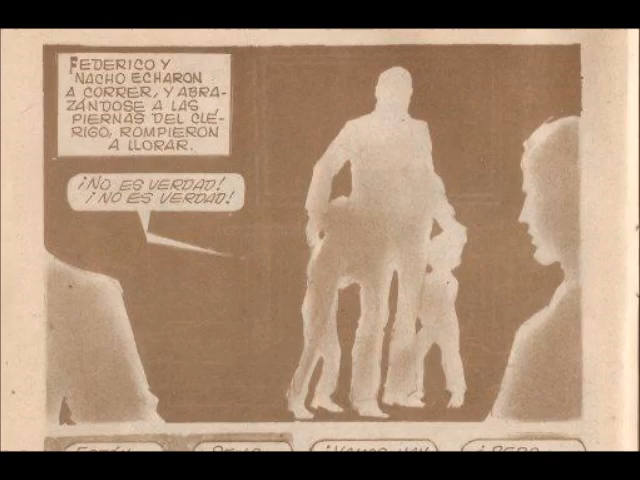 FEDERICO Y
NACHO ECHARON
A CORRER, Y ABRA-
ZÁNDOSE A LAS
PIERNAS DEL CLÉ-
RIGO, ROMPIERON
A LLORAR.
¡NO ES VERDAD!
¡NO ES VERDAD!